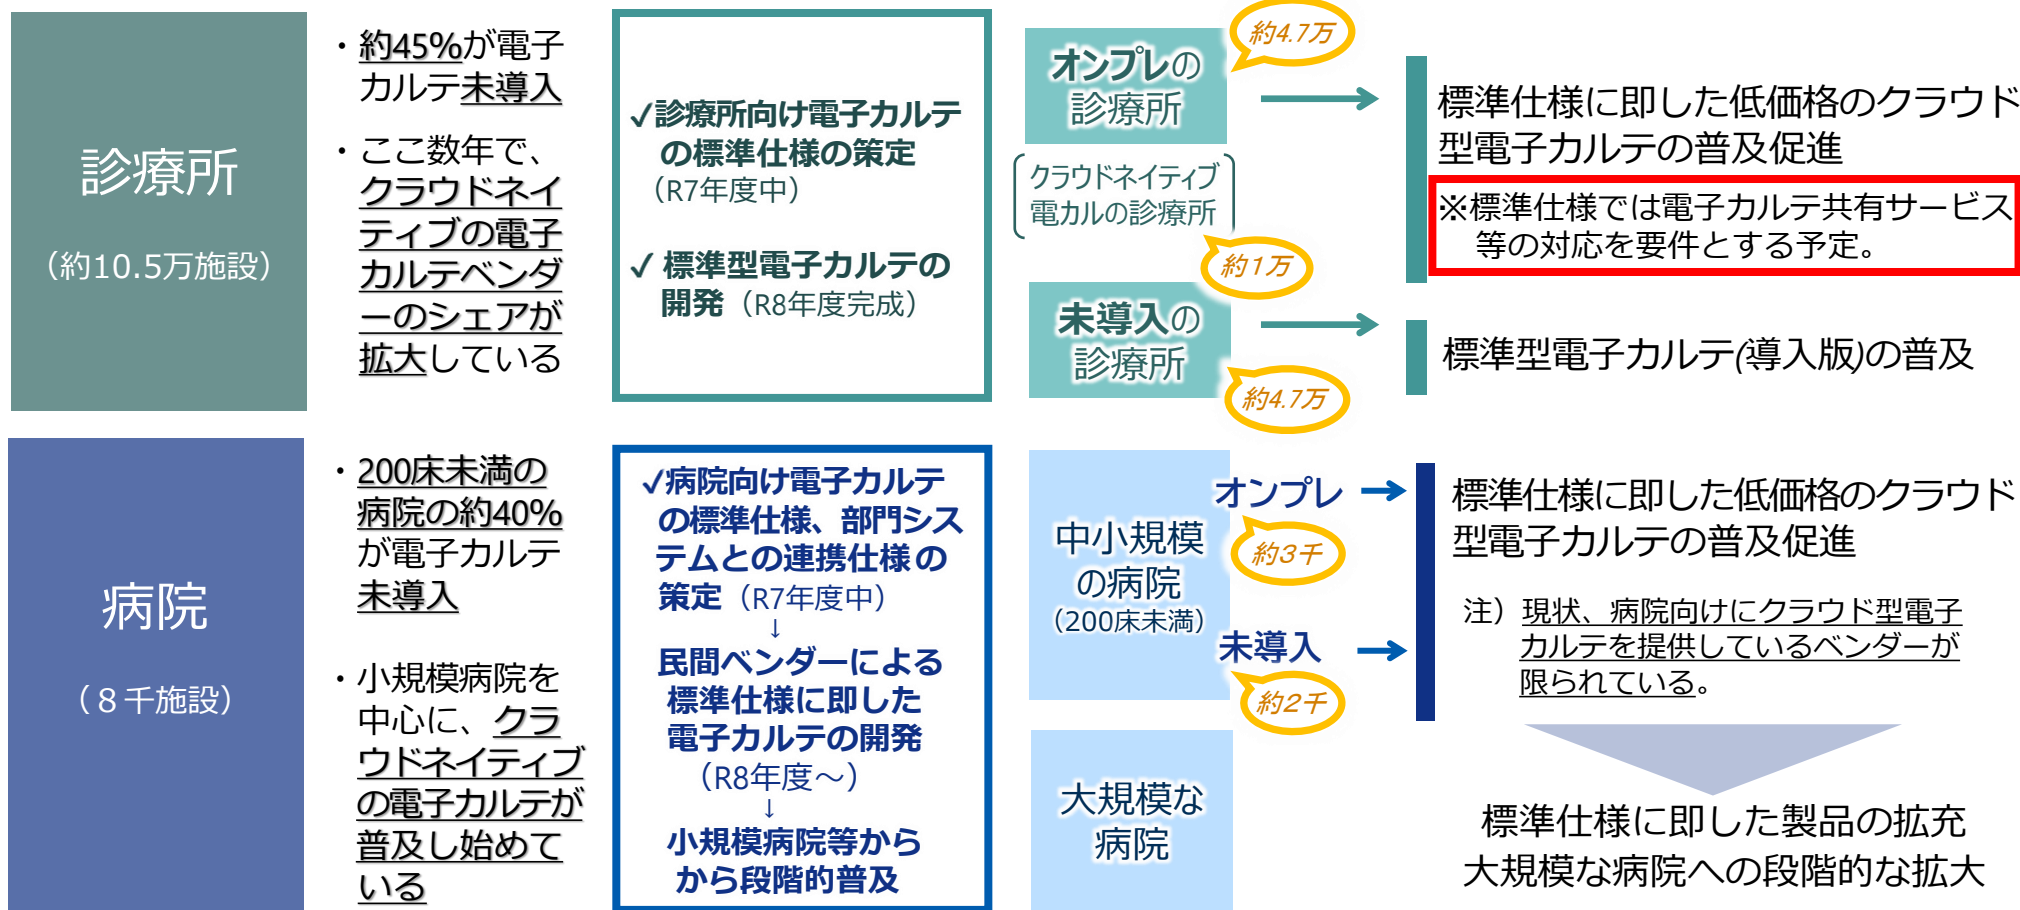 診療所
（約10.5万施設）
・約45%が電子
カルテ未導入
・ここ数年で、
クラウドネイ
ティブの電子
カルテベンダ
ーのシェアが
拡大している
✓診療所向け電子カルテ
の標準仕様の策定
（R7年度中）
✓ 標準型電子カルテの
開発（R8年度完成）
オンプレの
診療所
約4.7万
クラウドネイティブ
電カルの診療所
約1万
未導入の
診療所
約4.7万
標準仕様に即した低価格のクラウド
型電子カルテの普及促進
※標準仕様では電子カルテ共有サービス
等の対応を要件とする予定。
標準型電子カルテ(導入版)の普及
病院
（８千施設）
・200床未満の
病院の約40%
が電子カルテ
未導入
・小規模病院を
中心に、クラ
ウドネイティブ
の電子カルテが
普及し始めて
いる
✓病院向け電子カルテ
の標準仕様、部門シス
テムとの連携仕様の
策定（R7年度中）
↓
民間ベンダーによる
標準仕様に即した
電子カルテの開発
（R8年度～）
↓
小規模病院等から
から段階的普及
中小規模
の病院
（200床未満）
オンプレ
約3千
未導入
約2千
大規模な
病院
標準仕様に即した低価格のクラウド
型電子カルテの普及促進
注）現状、病院向けにクラウド型電子
カルテを提供しているベンダーが
限られている。
標準仕様に即した製品の拡充
大規模な病院への段階的な拡大